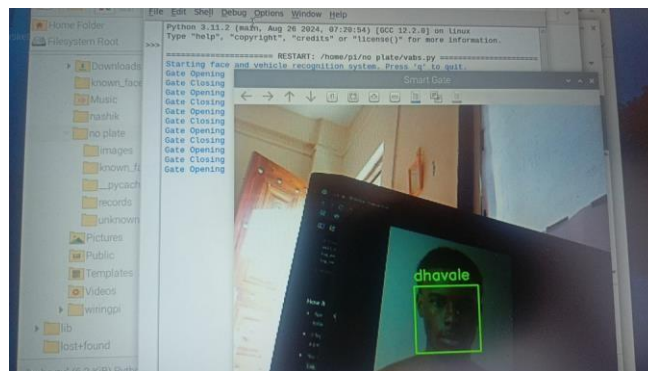 Home Folder
Filesystem Root
Downloads
known_face
Music
nashik
no plate
images
known_fa
__pycach
records
unknown
Pictures
Public
Templates
Videos
wiringpi
lib
lost+found
File Edit Shell Debug Options Window Help
Python 3.11.2 (main, Aug 26 2024, 07:20:54) [GCC 12.2.0] on linux
Type "help", "copyright", "credits" or "license()" for more information.
>>>
==================== RESTART: /home/pi/no plate/vabs.py ====================
Starting face and vehicle recognition system. Press 'q' to quit.
Gate Opening
Gate Closing
Gate Opening
Gate Closing
Gate Opening
Gate Closing
Gate Opening
Gate Closing
Gate Opening
Gate Closing
Gate Opening
Smart Gate
dhavale